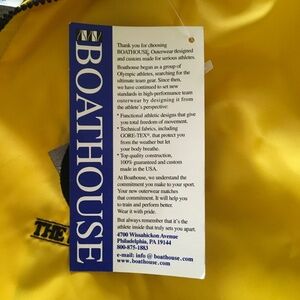 BOATHOUSE
Thank you for choosing
BOATHOUSE, Outerwear designed
and custom made for serious athletes.
Boathouse began as a group of
Olympic athletes, searching for the
ultimate team gear. Since then,
we have continued to set new
standards in high performance team
outerwear by designing it from
the athlete's perspective:
* Functional athletic designs that give
you total freedom of movement.
* Technical fabrics, including
GORE-TEX®, that protect you
from the weather but let
your body breathe.
* Top quality construction,
100% guaranteed and custom
made in the USA.
At Boathouse, we understand the
commitment you make to your sport.
Your new outerwear matches
that commitment. It will help you
to train and perform better.
Wear it with pride.
But always remember that it's the
athlete inside that truly sets you apart.
4700 Wissahickon Avenue
Philadelphia, PA 19144
800-875-1883
e-mail: info @ boathouse.com
www.boathouse.com
THE